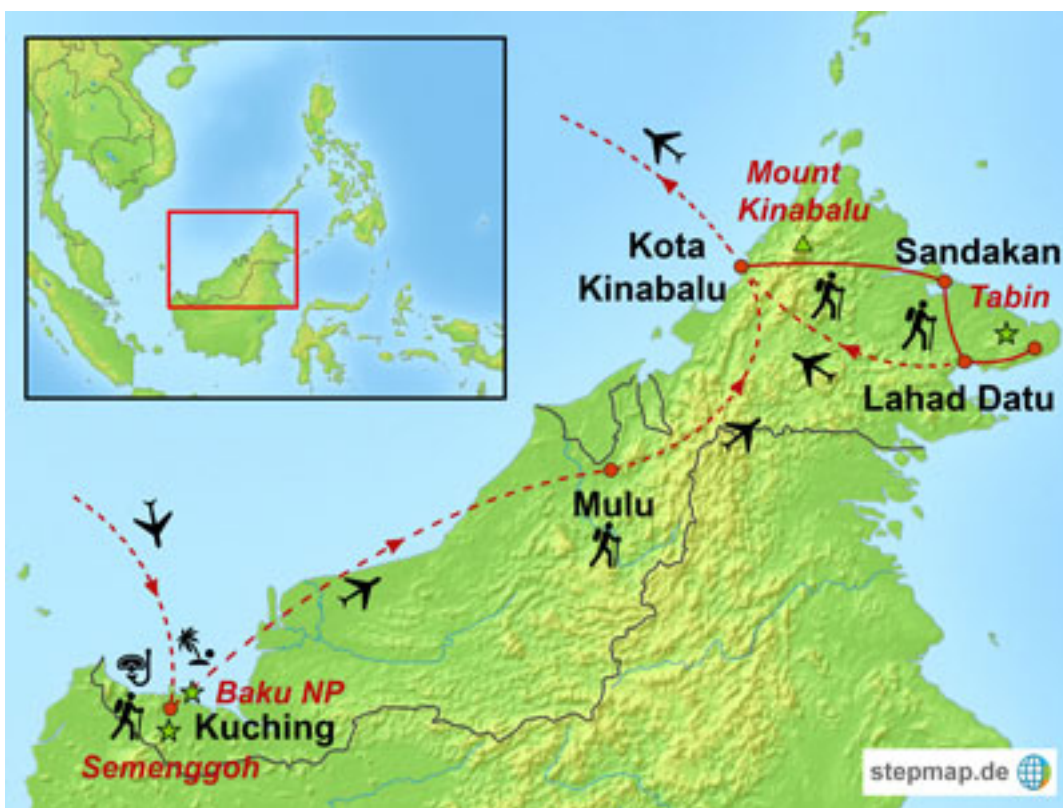 Mount
Kinabalu
Kota
Kinabalu
Sandakan
Tabin
Lahad Datu
Mulu
Baku NP
Kuching
Semenggoh
stepmap.de